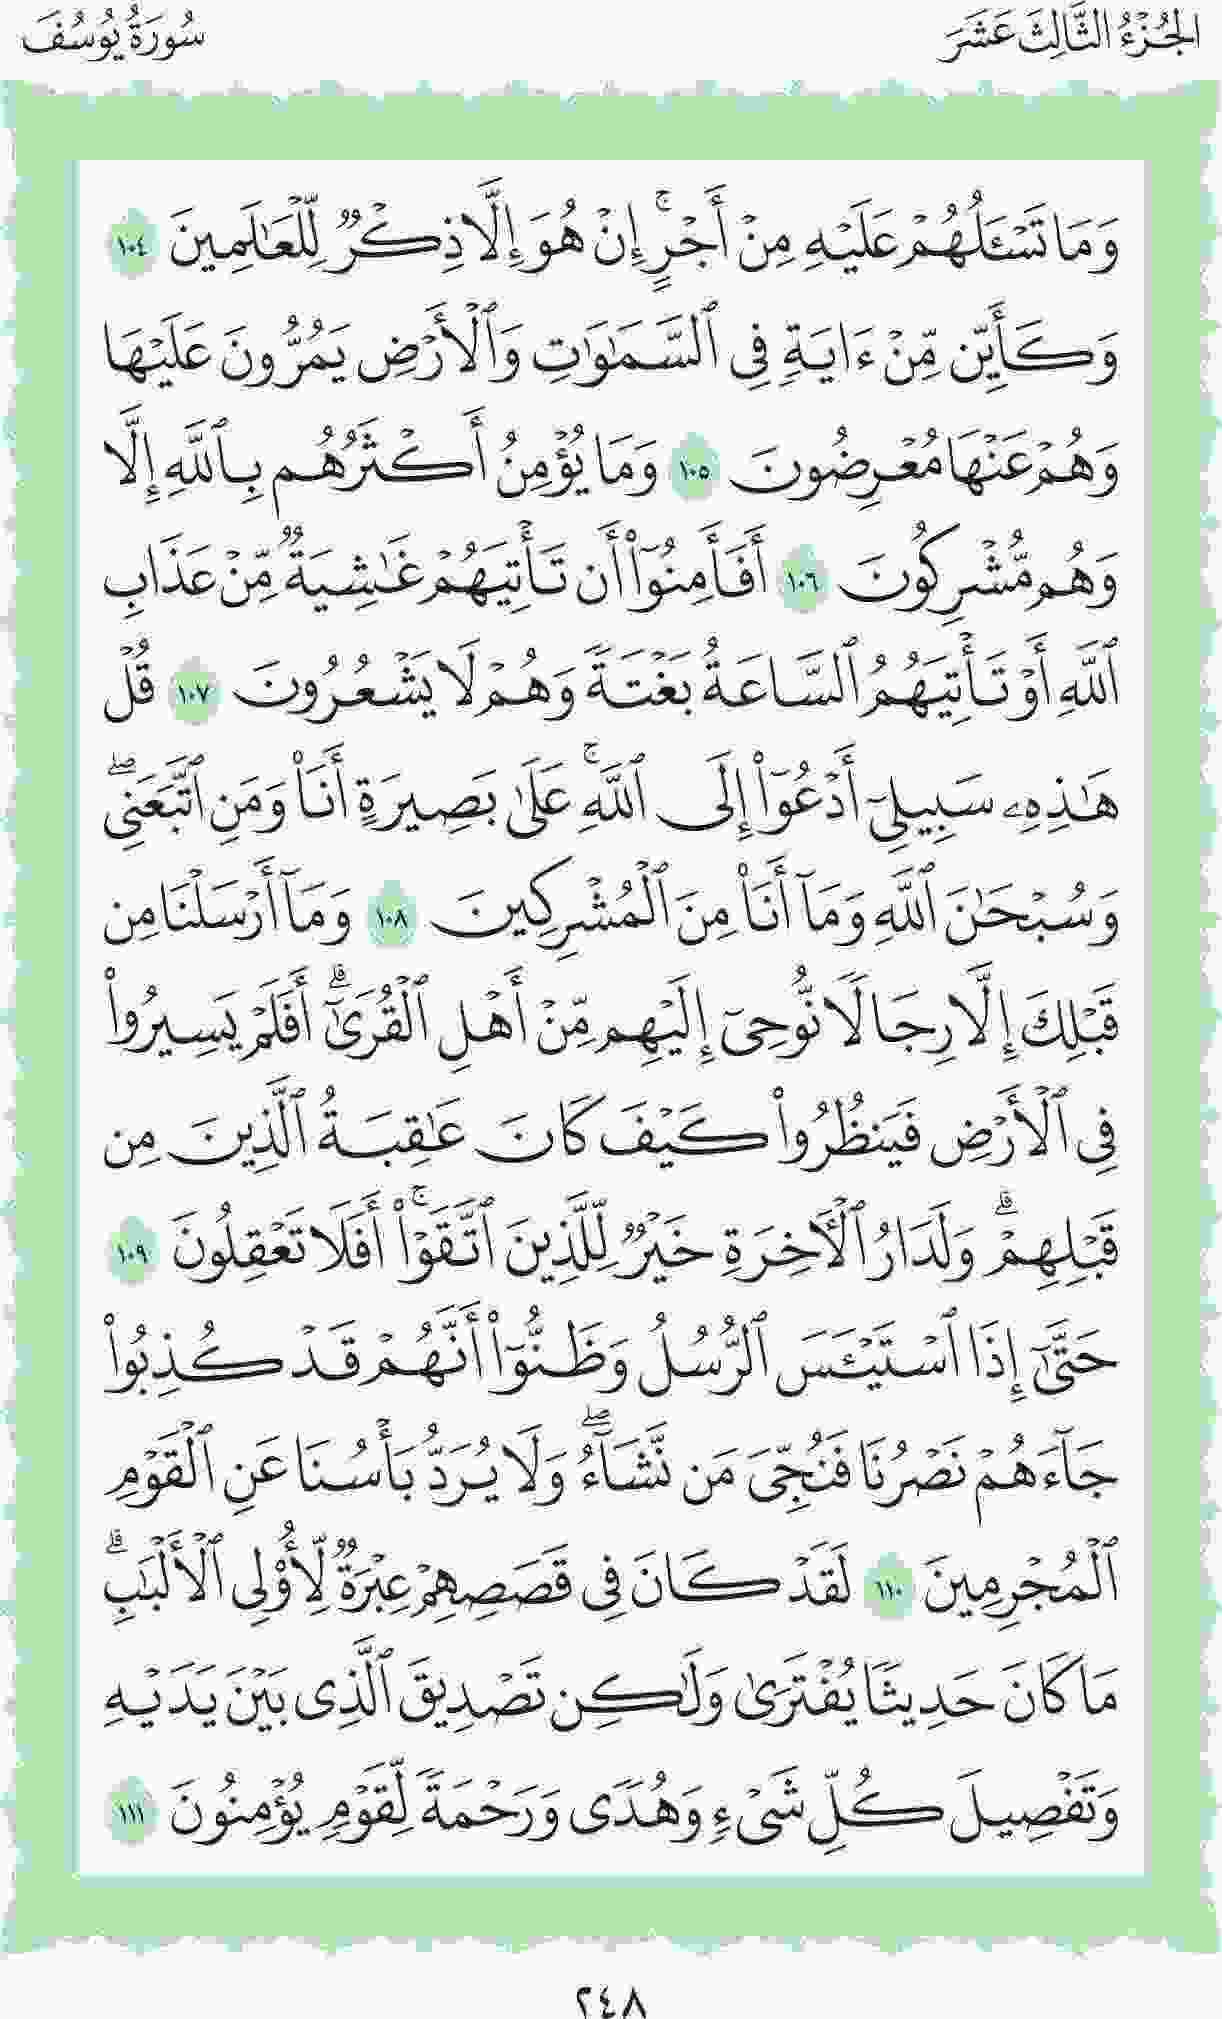 الجُزْءُ الثَّالِثَ عَشَرَ
سُورَةُ يُوسُفَ
وَمَا تَسْـَٔلُهُمْ عَلَيْهِ مِنْ أَجْرٍ ۚ إِنْ هُوَ إِلَّا ذِكْرٌ لِّلْعَـٰلَمِينَ ١٠٤
وَكَأَيِّن مِّنْ ءَايَةٍ فِى ٱلسَّمَـٰوَٰتِ وَٱلْأَرْضِ يَمُرُّونَ عَلَيْهَا
وَهُمْ عَنْهَا مُعْرِضُونَ ١٠٥ وَمَا يُؤْمِنُ أَكْثَرُهُم بِٱللَّهِ إِلَّا
وَهُم مُّشْرِكُونَ ١٠٦ أَفَأَمِنُوٓا۟ أَن تَأْتِيَهُمْ غَـٰشِيَةٌ مِّنْ عَذَابِ
ٱللَّهِ أَوْ تَأْتِيَهُمُ ٱلسَّاعَةُ بَغْتَةً وَهُمْ لَا يَشْعُرُونَ ١٠٧ قُلْ
هَـٰذِهِۦ سَبِيلِىٓ أَدْعُوٓا۟ إِلَى ٱللَّهِ ۚ عَلَىٰ بَصِيرَةٍ أَنَا۠ وَمَنِ ٱتَّبَعَنِى ۖ
وَسُبْحَـٰنَ ٱللَّهِ وَمَآ أَنَا۠ مِنَ ٱلْمُشْرِكِينَ ١٠٨ وَمَآ أَرْسَلْنَا مِن
قَبْلِكَ إِلَّا رِجَالًا نُّوحِىٓ إِلَيْهِم مِّنْ أَهْلِ ٱلْقُرَىٰٓ ۗ أَفَلَمْ يَسِيرُوا۟
فِى ٱلْأَرْضِ فَيَنظُرُوا۟ كَيْفَ كَانَ عَـٰقِبَةُ ٱلَّذِينَ مِن
قَبْلِهِمْ ۗ وَلَدَارُ ٱلْـَٔاخِرَةِ خَيْرٌ لِّلَّذِينَ ٱتَّقَوْا۟ ۚ أَفَلَا تَعْقِلُونَ ١٠٩
حَتَّىٰٓ إِذَا ٱسْتَيْـَٔسَ ٱلرُّسُلُ وَظَنُّوٓا۟ أَنَّهُمْ قَدْ كُذِبُوا۟
جَآءَهُمْ نَصْرُنَا فَنُجِّىَ مَن نَّشَآءُ ۖ وَلَا يُرَدُّ بَأْسُنَا عَنِ ٱلْقَوْمِ
ٱلْمُجْرِمِينَ ١١٠ لَقَدْ كَانَ فِى قَصَصِهِمْ عِبْرَةٌ لِّأُو۟لِى ٱلْأَلْبَـٰبِ ۗ
مَا كَانَ حَدِيثًا يُفْتَرَىٰ وَلَـٰكِن تَصْدِيقَ ٱلَّذِى بَيْنَ يَدَيْهِ
وَتَفْصِيلَ كُلِّ شَىْءٍ وَهُدًى وَرَحْمَةً لِّقَوْمٍ يُؤْمِنُونَ ١١١
٢٤٨